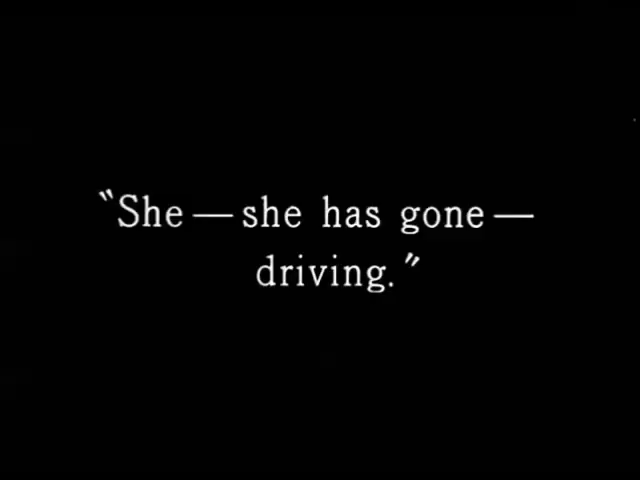 "She — she has gone —
driving."